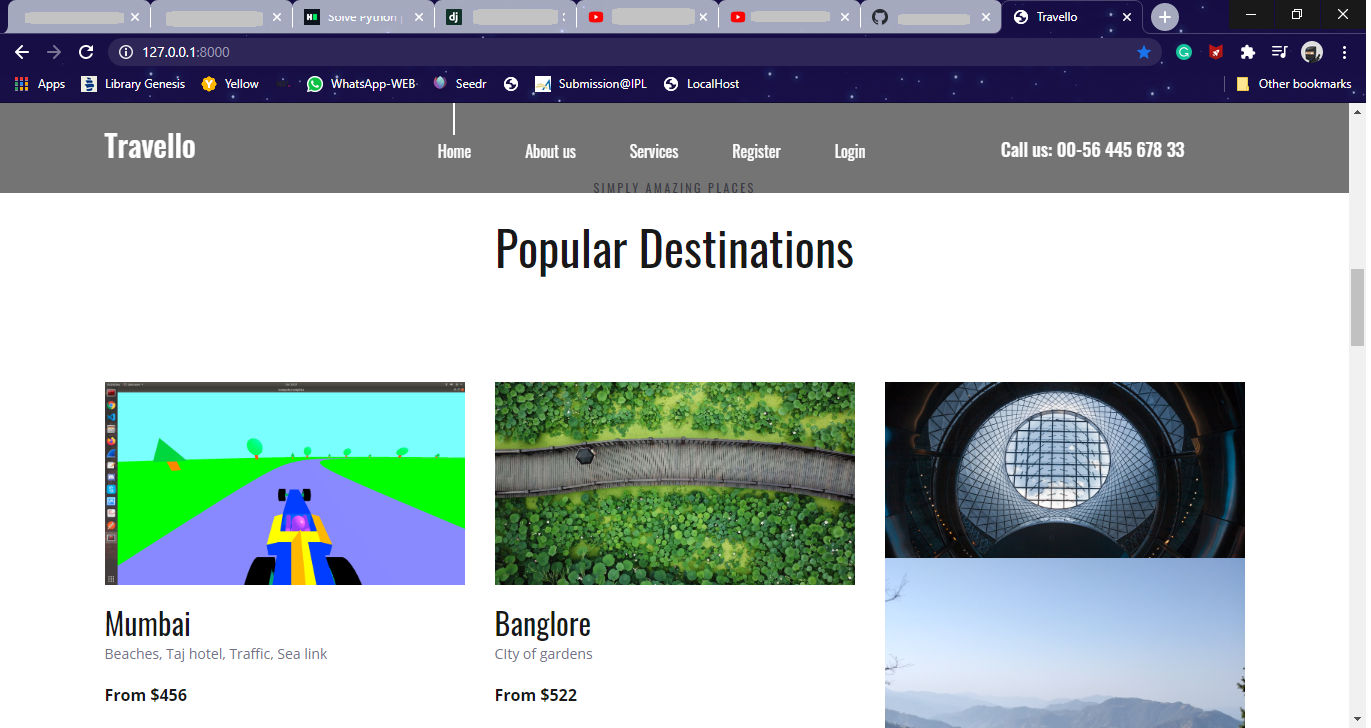 Solve Python |
Travello
127.0.0.1:8000
Apps Library Genesis Yellow WhatsApp-WEB Seedr Submission@IPL LocalHost Other bookmarks
Travello Home About us Services Register Login Call us: 00-56 445 678 33
SIMPLY AMAZING PLACES
Popular Destinations
Mumbai
Beaches, Taj hotel, Traffic, Sea link
From $456
Banglore
CIty of gardens
From $522